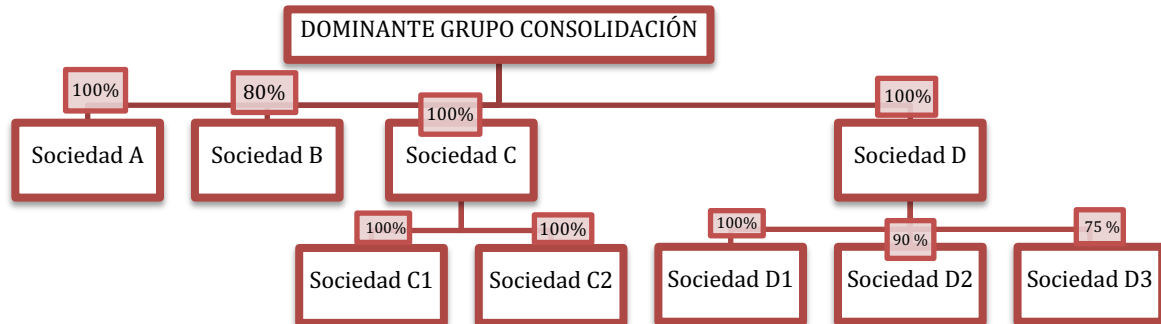 DOMINANTE GRUPO CONSOLIDACIÓN
100%
80%
100%
100%
Sociedad A
Sociedad B
Sociedad C
Sociedad D
100%
100%
100%
90 %
75 %
Sociedad C1
Sociedad C2
Sociedad D1
Sociedad D2
Sociedad D3